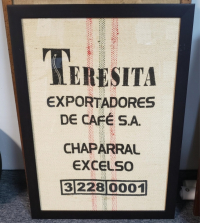 TERESITA
EXPORTADORES
DE CAFÉ S.A.
CHAPARRAL
EXCELSO
3 228 0001